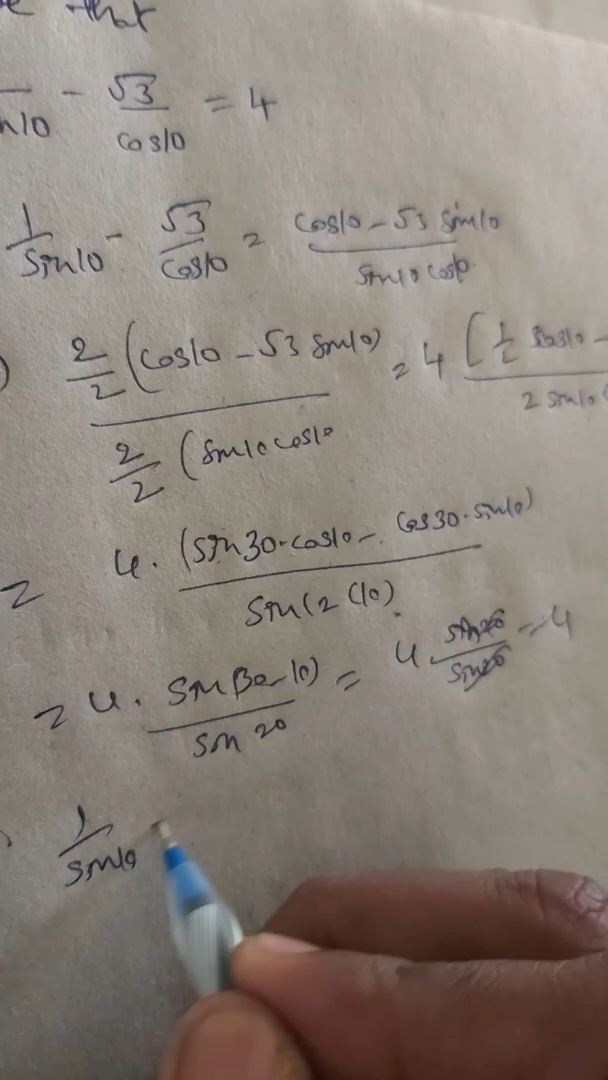 that
- √3/cos10 = 4
1/sin10 - √3/cos10 = cos10 - √3 sin10/sin10 cos10
) 2/2 (cos10 - √3 sin10)/2/2 (sin10 cos10 = 4 [1/2 cos10 -/2 sin10
= 4. (sin30.cos10 - cos30.sin10)/sin(2(10)
= 4. sin(30-10)/sin 20 = 4 sin20/sin20 = 4
1/sin10